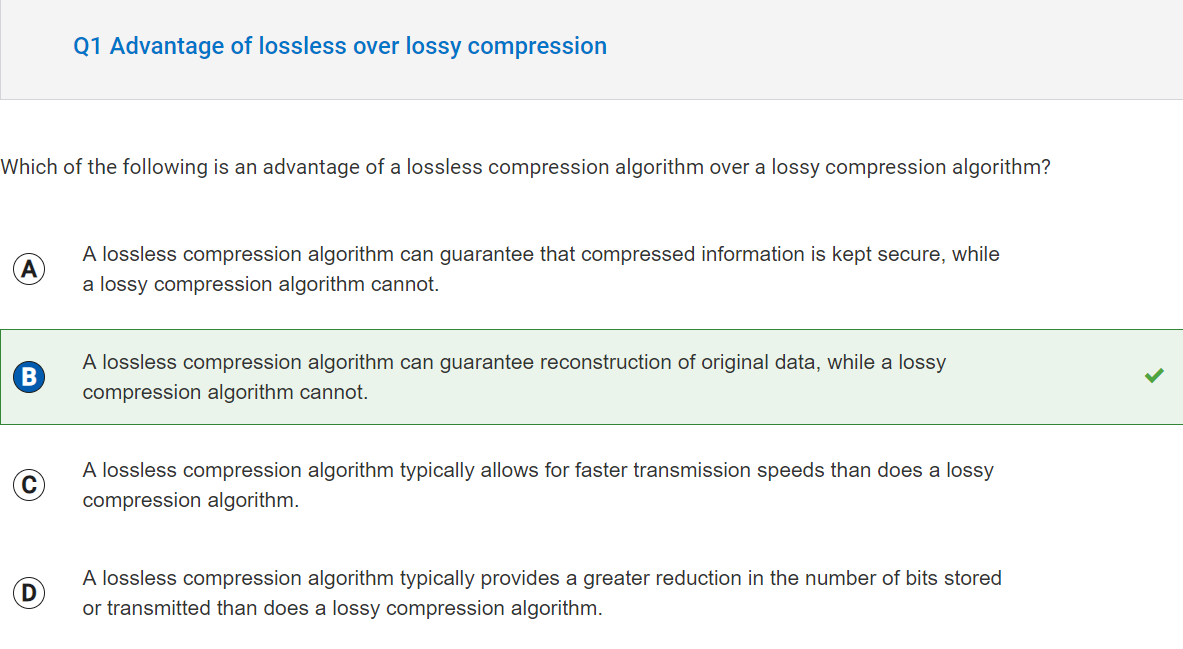 Q1 Advantage of lossless over lossy compression
Which of the following is an advantage of a lossless compression algorithm over a lossy compression algorithm?
A
A lossless compression algorithm can guarantee that compressed information is kept secure, while
a lossy compression algorithm cannot.
B
A lossless compression algorithm can guarantee reconstruction of original data, while a lossy
compression algorithm cannot.
C
A lossless compression algorithm typically allows for faster transmission speeds than does a lossy
compression algorithm.
D
A lossless compression algorithm typically provides a greater reduction in the number of bits stored
or transmitted than does a lossy compression algorithm.